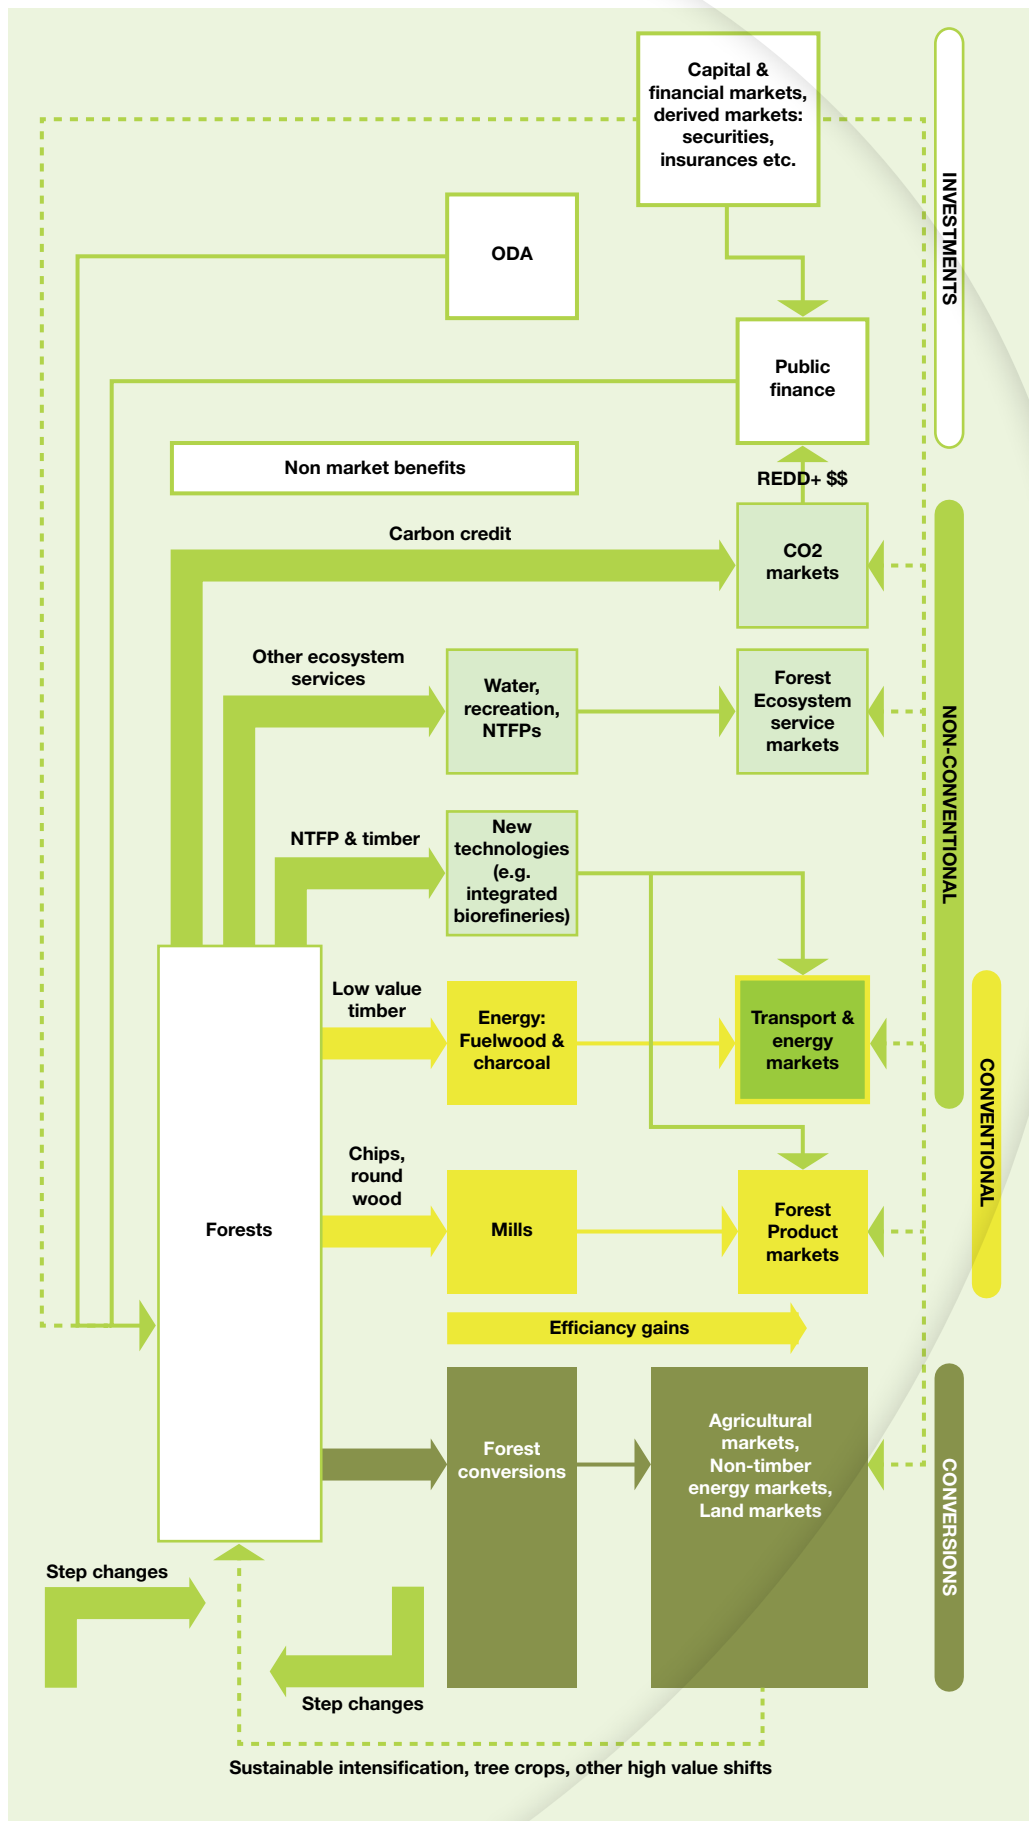 Capital &
financial markets,
derived markets:
securities,
insurances etc.
INVESTMENTS
ODA
Public
finance
Non market benefits
REDD+ $$
Carbon credit
CO2
markets
NON-CONVENTIONAL
Other ecosystem
services
Water,
recreation,
NTFPs
Forest
Ecosystem
service
markets
NTFP & timber
New
technologies
(e.g.
integrated
biorefineries)
Low value
timber
Energy:
Fuelwood &
charcoal
Transport &
energy
markets
CONVENTIONAL
Chips,
round
wood
Forests
Mills
Forest
Product
markets
Efficiancy gains
Forest
conversions
Agricultural
markets,
Non-timber
energy markets,
Land markets
CONVERSIONS
Step changes
Step changes
Sustainable intensification, tree crops, other high value shifts